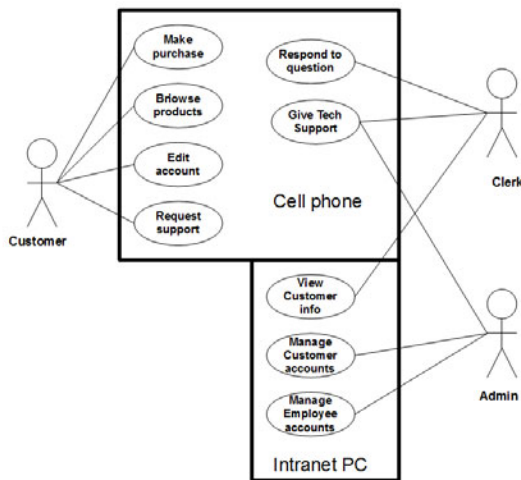 Make
purchase
Briowse
products
Edit
account
Request
support
Respond to
question
Give Tech
Support
Cell phone
Customer
Clerk
View
Customer
info
Manage
Customer
accounts
Manage
Employee
accounts
Intranet PC
Admin